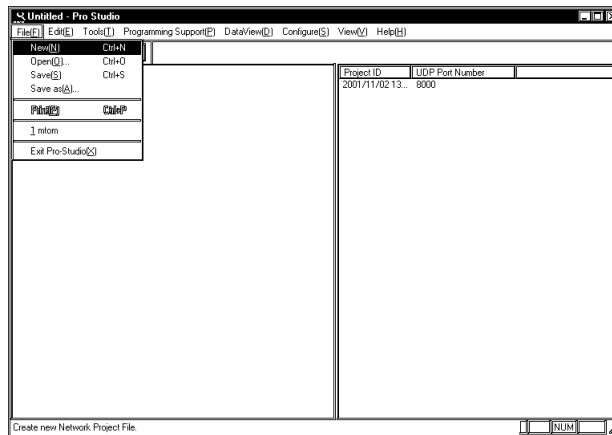 Untitled - Pro Studio
File(F) Edit(E) Tools(T) Programming Support(P) DataView(D) Configure(S) View(V) Help(H)
New(N) Ctrl+N
Open(O)... Ctrl+O
Save(S) Ctrl+S
Save as(A)...
Print(P) Ctrl+P
1 mtom
Exit Pro-Studio(X)
Project ID UDP Port Number
2001/11/02 13... 8000
Create new Network Project File.
NUM